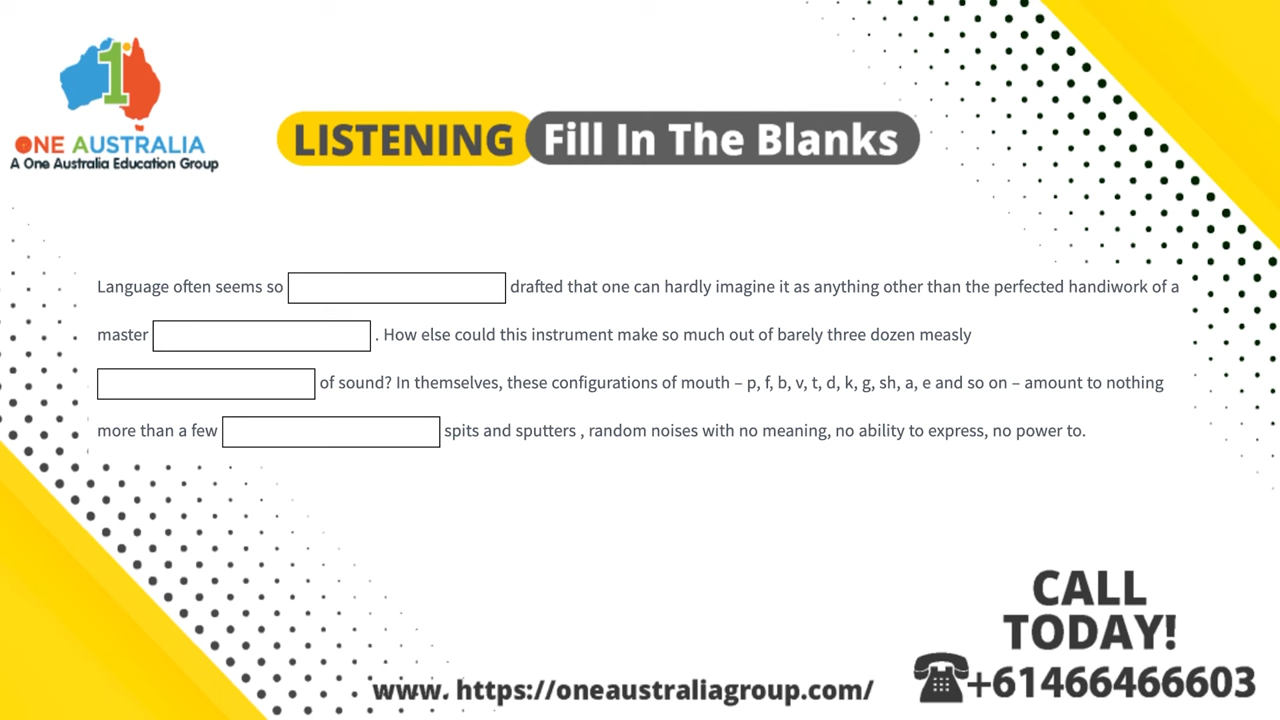 1
ONE AUSTRALIA
A One Australia Education Group
LISTENING Fill In The Blanks
Language often seems so drafted that one can hardly imagine it as anything other than the perfected handiwork of a
master . How else could this instrument make so much out of barely three dozen measly
of sound? In themselves, these configurations of mouth – p, f, b, v, t, d, k, g, sh, a, e and so on – amount to nothing
more than a few spits and sputters , random noises with no meaning, no ability to express, no power to.
CALL
TODAY!
+61466466603
www. https://oneaustraliagroup.com/